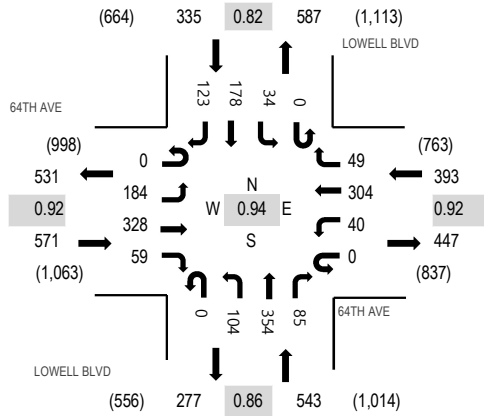 (664) 335 0.82 587 (1,113)
LOWELL BLVD
123 178 34 0
64TH AVE
(998) (763)
531 0 49 393
0.92 184 N 304 0.92
W 0.94 E
571 328 S 40 447
(1,063) 59 0 (837)
0 104 354 85
64TH AVE
LOWELL BLVD
(556) 277 0.86 543 (1,014)